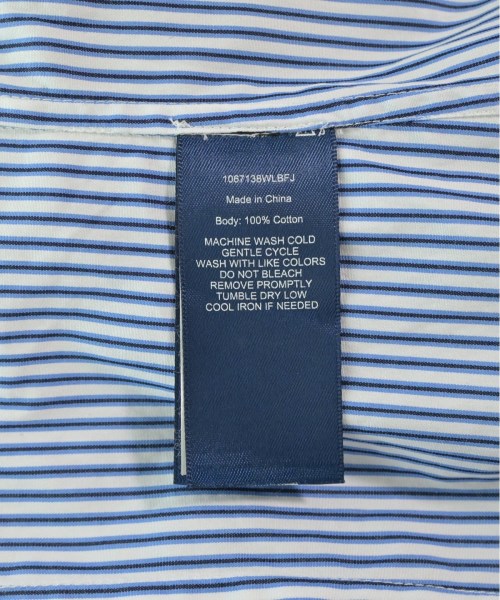 1067138WLBFJ
Made in China
Body: 100% Cotton
MACHINE WASH COLD
GENTLE CYCLE
WASH WITH LIKE COLORS
DO NOT BLEACH
REMOVE PROMPTLY
TUMBLE DRY LOW
COOL IRON IF NEEDED